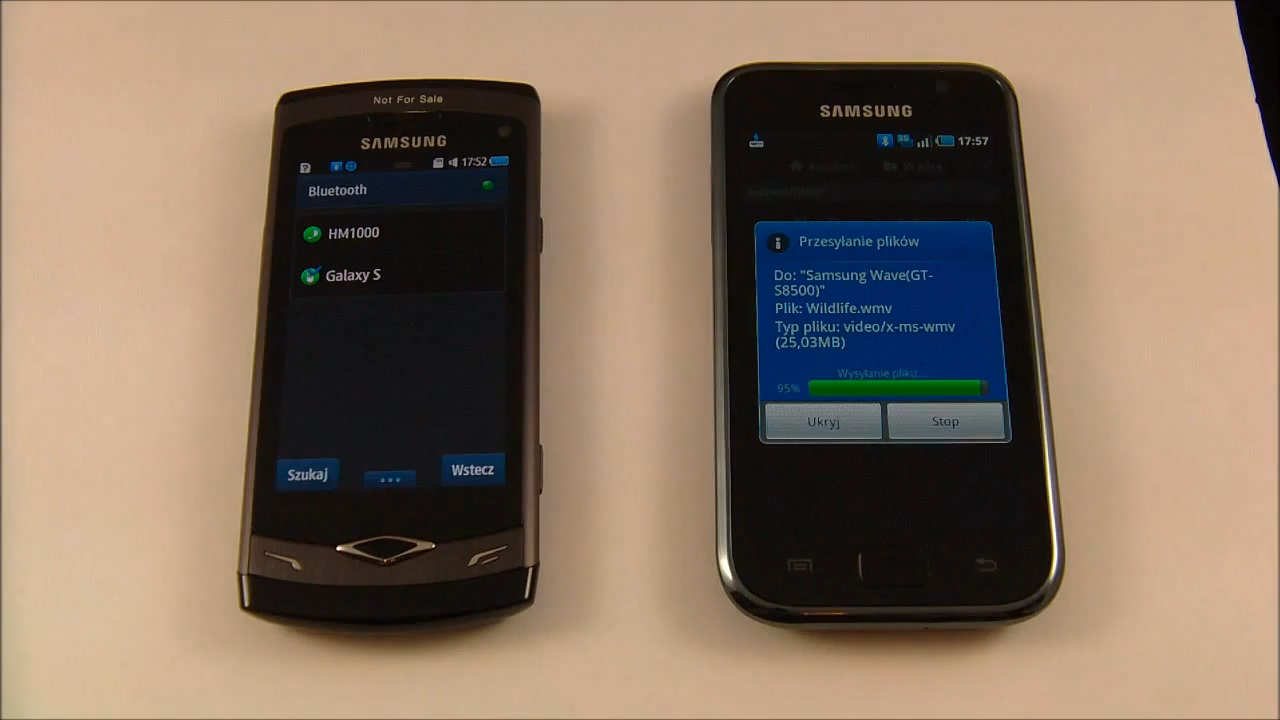 Not For Sale
SAMSUNG
17:52
Bluetooth
HM1000
Galaxy S
Szukaj
...
Wstecz
SAMSUNG
17:57
Przesyłanie plików
Do: "Samsung Wave(GT-
S8500)"
Plik: Wildlife.wmv
Typ pliku: video/x-ms-wmv
(25,03MB)
Wysyłanie pliku...
95%
Ukryj
Stop